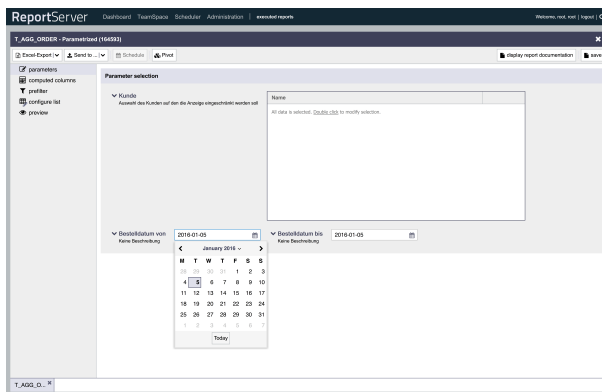 ReportServer Dashboard TeamSpace Scheduler Administration | executed reports Welcome, root, root | logout |
T_AGG_ORDER - Parametrized (164593)
Excel-Export Send to ... Schedule Pivot display report documentation save
parameters
computed columns
prefilter
configure list
preview
Parameter selection
Kunde
Auswahl des Kunden auf den die Anzeige eingeschränkt werden soll
Name
All data is selected. Double click to modify selection.
Bestelldatum von 2016-01-05 Bestelldatum bis 2016-01-05
Keine Beschreibung Keine Beschreibung
January 2016
M T W T F S S
28 29 30 31 1 2 3
4 5 6 7 8 9 10
11 12 13 14 15 16 17
18 19 20 21 22 23 24
25 26 27 28 29 30 31
1 2 3 4 5 6 7
Today
T_AGG_O...